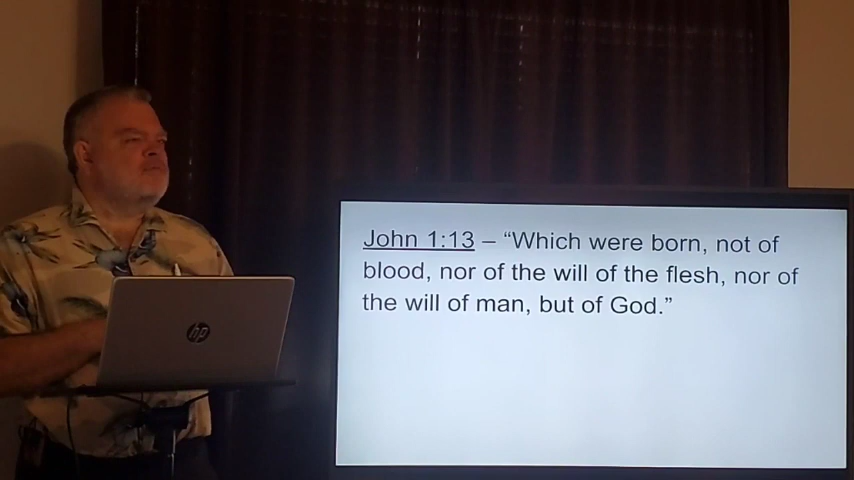 John 1:13 – “Which were born, not of
blood, nor of the will of the flesh, nor of
the will of man, but of God.”
hp